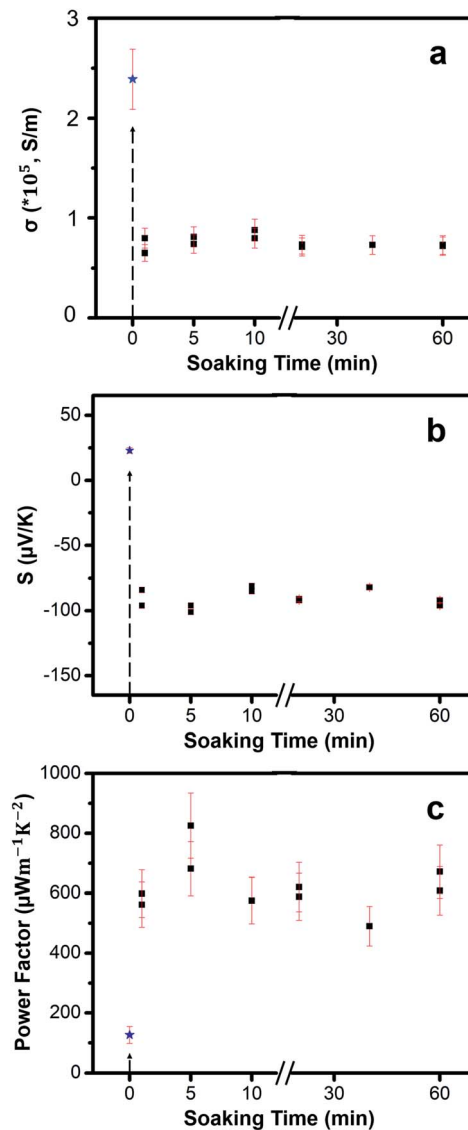 a
σ (*10⁵, S/m)
3
2
1
0
0 5 10 30 60
Soaking Time (min)
b
S (μV/K)
50
0
-50
-100
-150
0 5 10 30 60
Soaking Time (min)
c
Power Factor (μWm⁻¹K⁻²)
1000
800
600
400
200
0
0 5 10 30 60
Soaking Time (min)